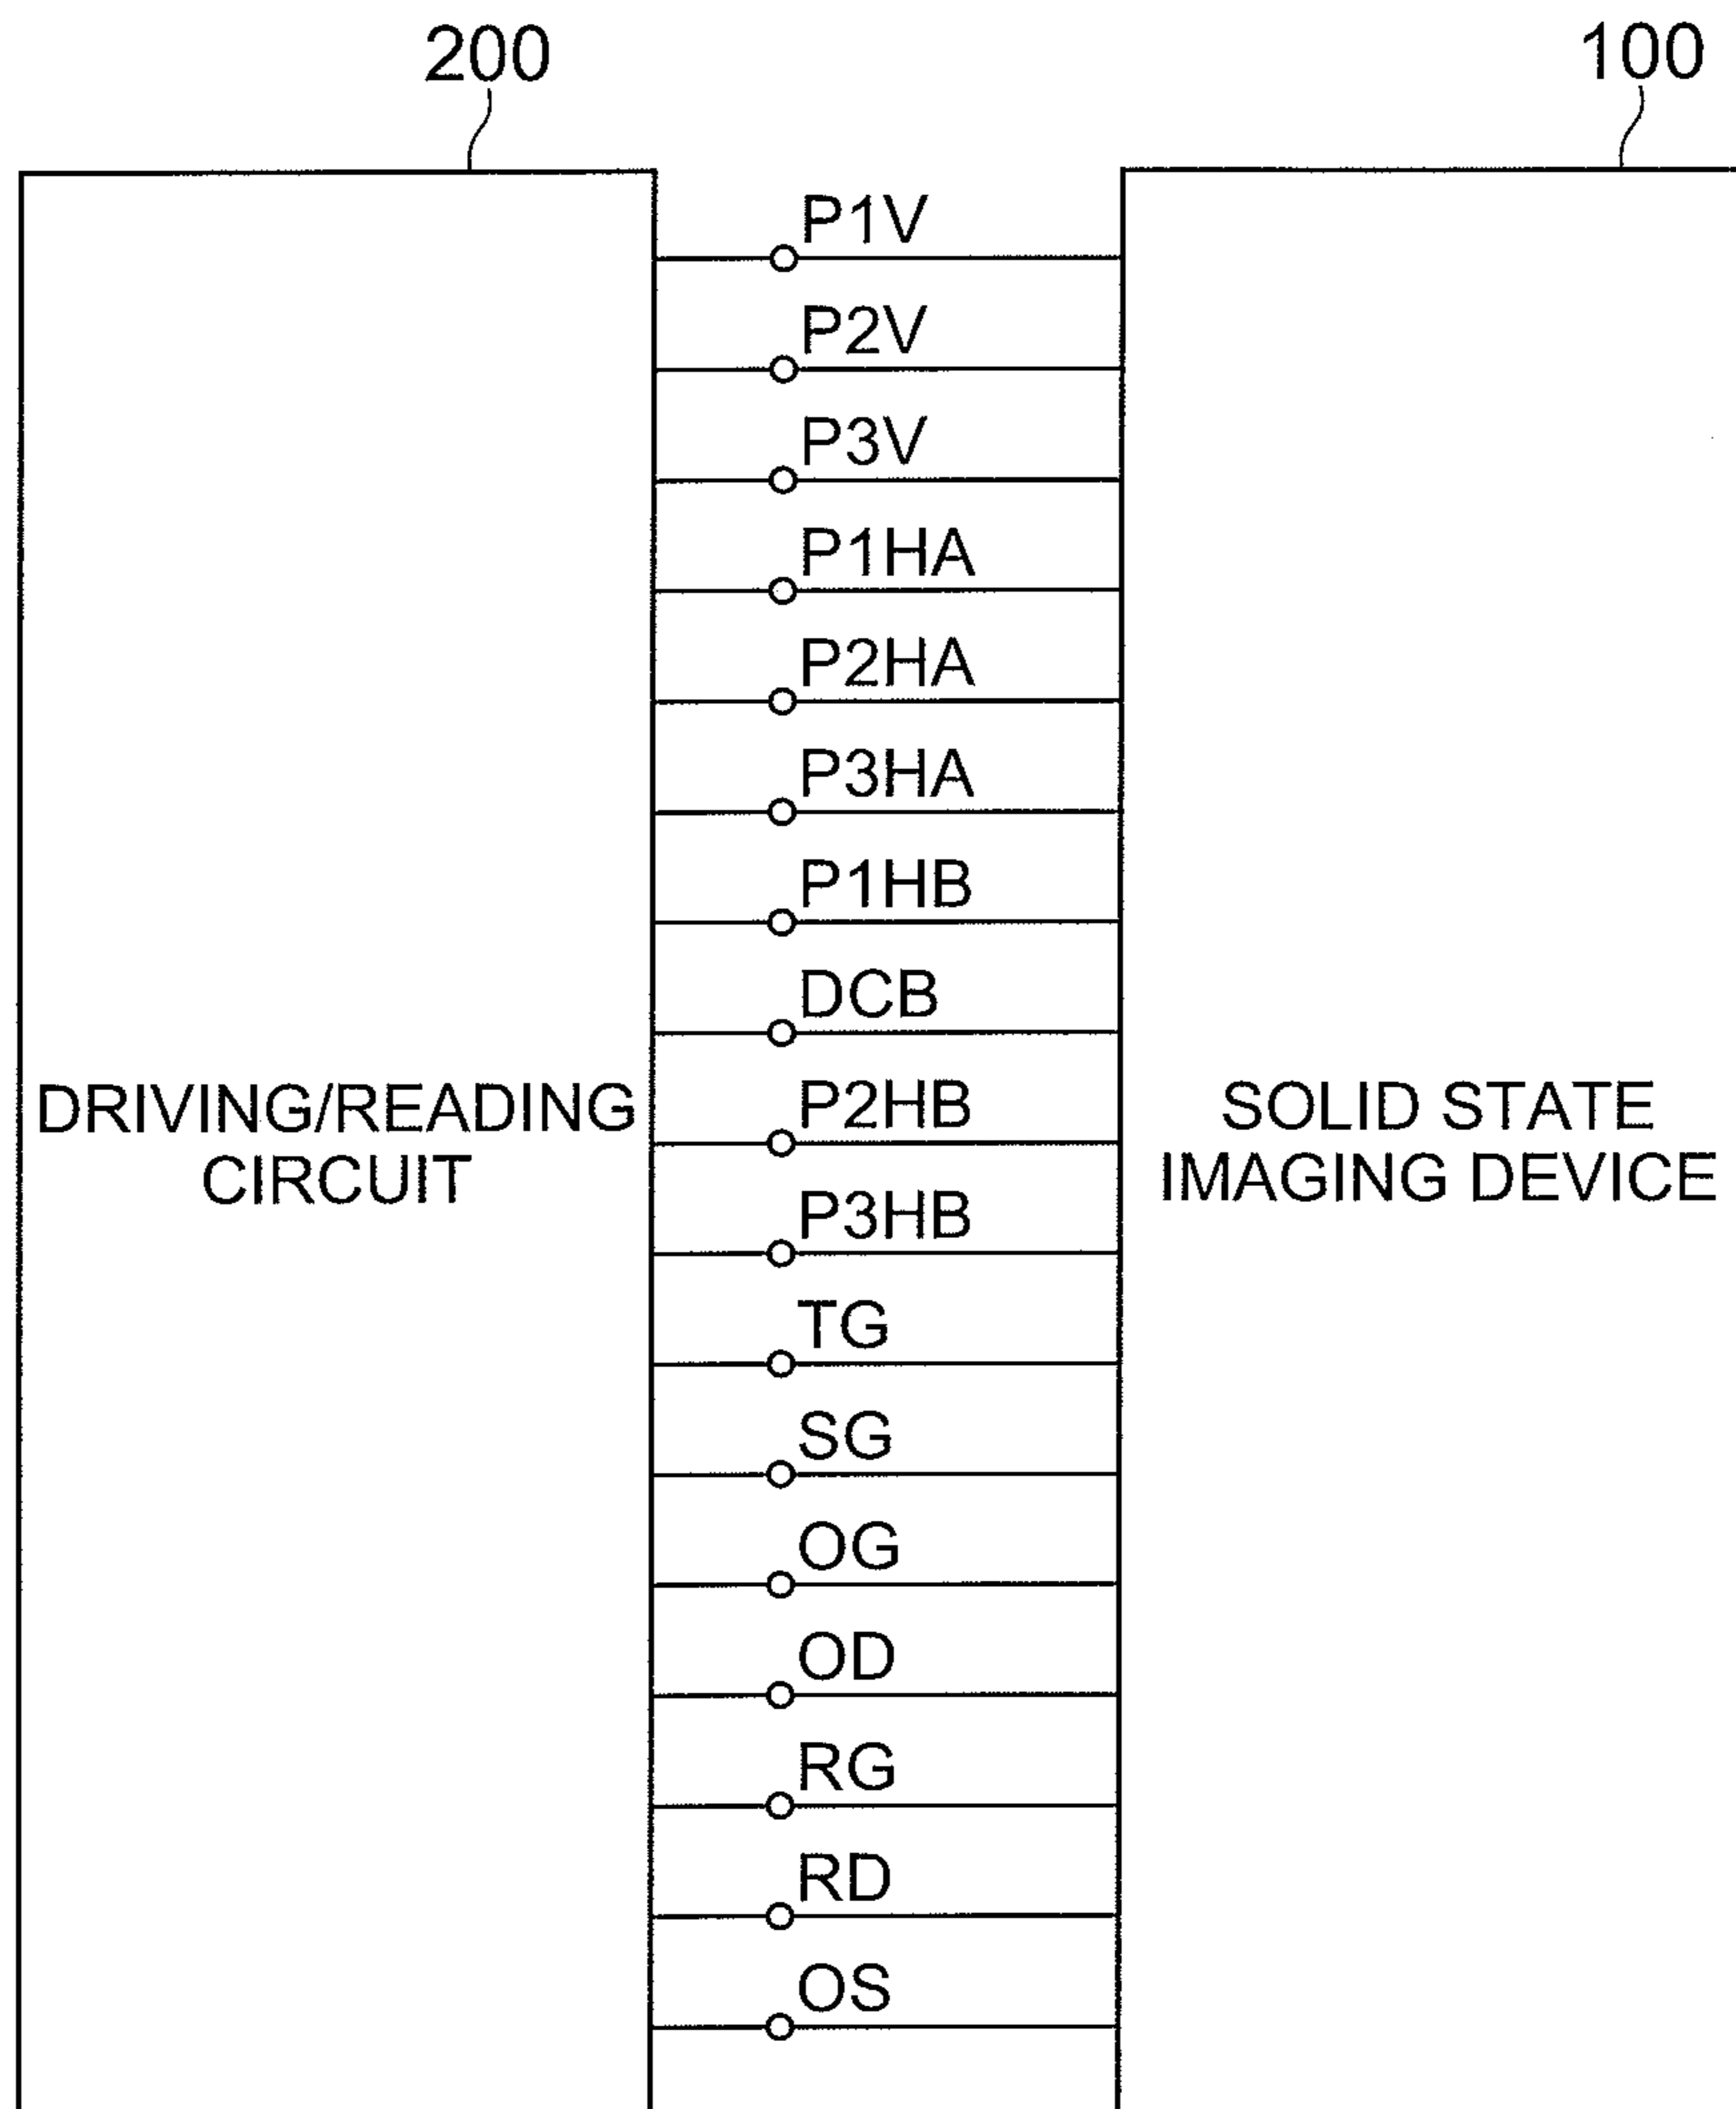 200
100
P1V
P2V
P3V
P1HA
P2HA
P3HA
P1HB
DCB
P2HB
P3HB
TG
SG
OG
OD
RG
RD
OS
DRIVING/READING
CIRCUIT
SOLID STATE
IMAGING DEVICE